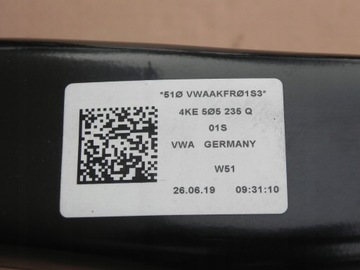 *51Ø VWAAKFRØ1S3*
4KE 5Ø5 235 Q
01S
VWA GERMANY
W51
26.06.19 09:31:10